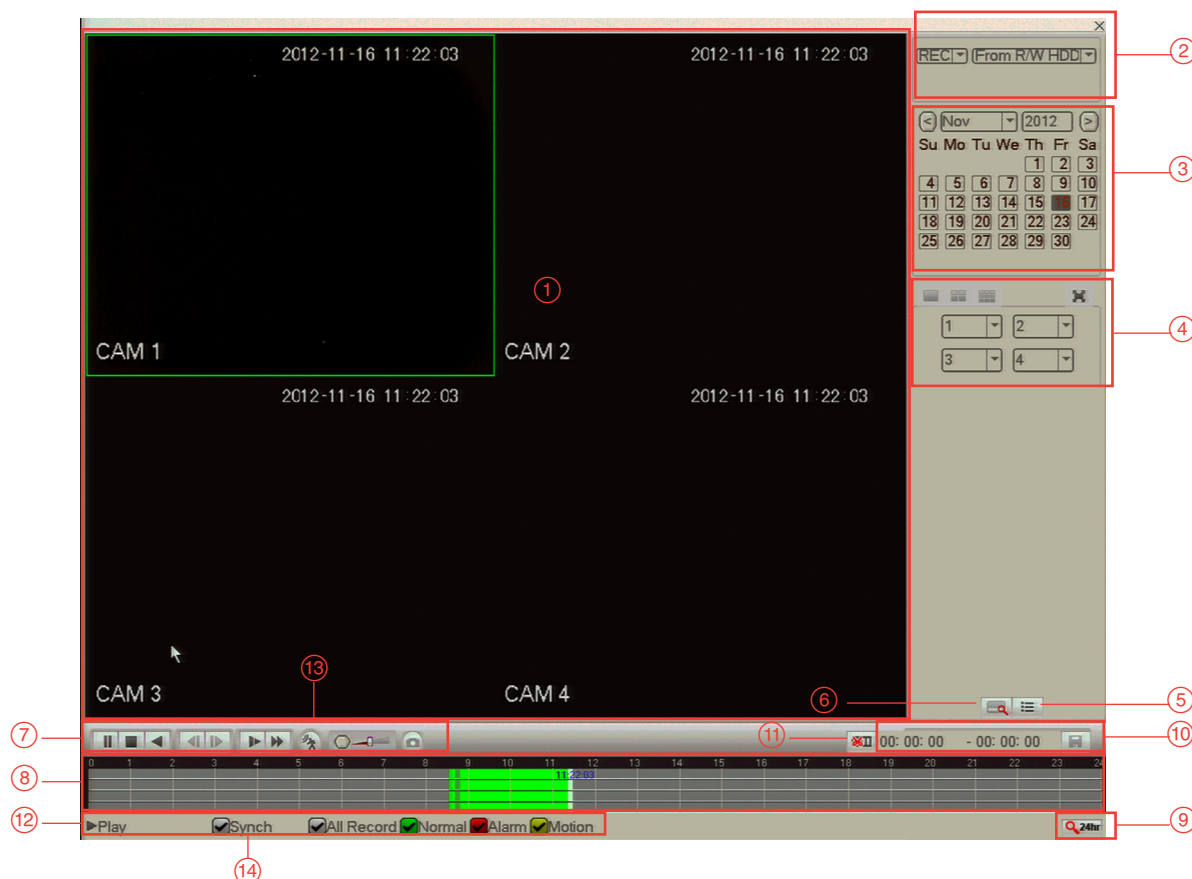 2012-11-16 11:22:03
2012-11-16 11:22:03
CAM 1
CAM 2
2012-11-16 11:22:03
2012-11-16 11:22:03
CAM 3
CAM 4
1
REC
From R/W HDD
2
< Nov 2012 >
Su Mo Tu We Th Fr Sa
1 2 3
4 5 6 7 8 9 10
11 12 13 14 15 16 17
18 19 20 21 22 23 24
25 26 27 28 29 30
3
1 2
3 4
4
6
5
13
7
11
00: 00: 00 - 00: 00: 00
10
8
0 1 2 3 4 5 6 7 8 9 10 11 12 13 14 15 16 17 18 19 20 21 22 23 24
11:22:03
12
Play Synch All Record Normal Alarm Motion
24hr
9
14